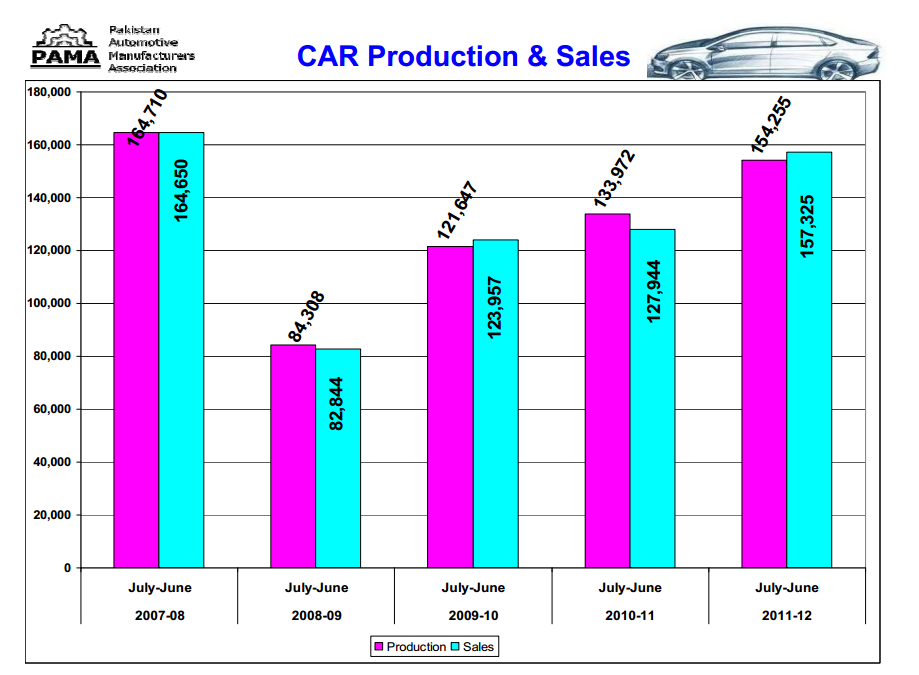 Pakistan
Automotive
Manufacturers
Association
PAMA
CAR Production & Sales
180,000
160,000
140,000
120,000
100,000
80,000
60,000
40,000
20,000
0
164,710
164,650
84,308
82,844
121,647
123,957
133,972
127,944
154,255
157,325
July-June July-June July-June July-June July-June
2007-08 2008-09 2009-10 2010-11 2011-12
Production Sales